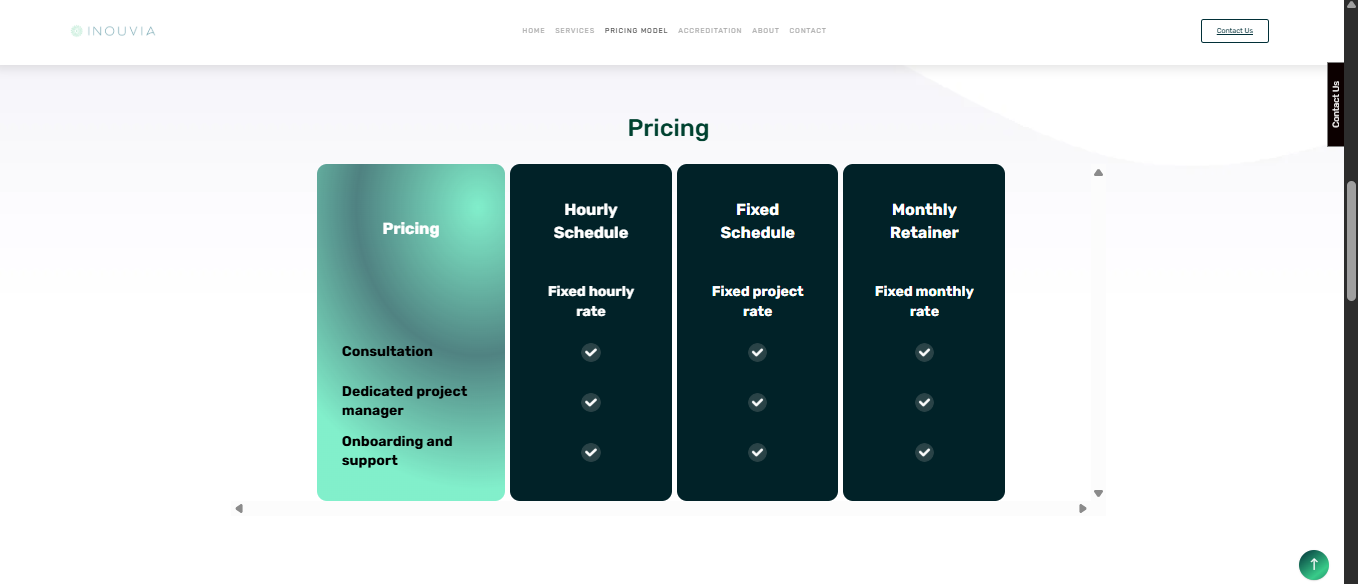 INOUVIA
HOME SERVICES PRICING MODEL ACCREDITATION ABOUT CONTACT
Contact Us
Contact Us
Pricing
Pricing
Hourly
Schedule
Fixed
Schedule
Monthly
Retainer
Fixed hourly
rate
Fixed project
rate
Fixed monthly
rate
Consultation
Dedicated project
manager
Onboarding and
support